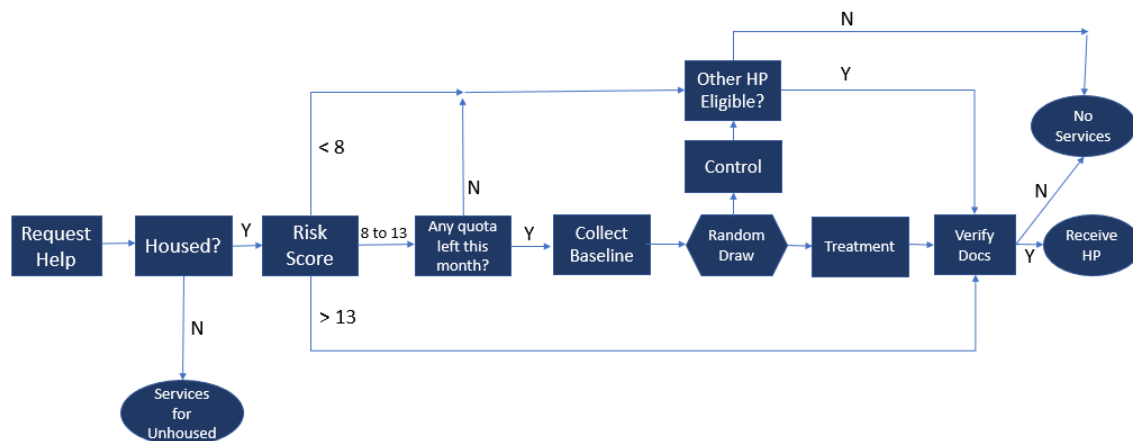 N
Other HP
Eligible?
Y
No
Services
< 8
Control
N
N
Request
Help
Housed?
Y
Risk
Score
8 to 13
Any quota
left this
month?
Y
Collect
Baseline
Random
Draw
Treatment
Verify
Docs
Y
Receive
HP
N
> 13
Services
for
Unhoused